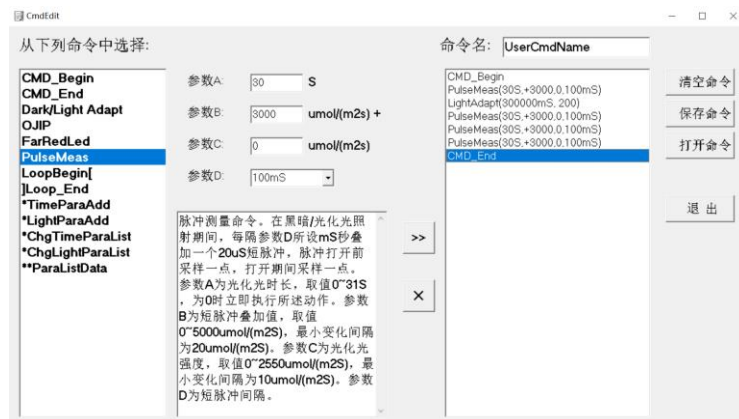 CmdEdit
从下列命令中选择:
命令名: UserCmdName
CMD_Begin
CMD_End
Dark/Light Adapt
OJIP
FarRedLed
PulseMeas
LoopBegin[
]Loop_End
*TimeParaAdd
*LightParaAdd
*ChgTimeParaList
*ChgLightParaList
**ParaListData
参数A: 30 S
参数B: 3000 umol/(m2s) +
参数C: 0 umol/(m2s)
参数D: 100mS
脉冲测量命令。在黑暗/光化光照
射期间，每隔参数D所设mS秒叠
加一个20uS短脉冲，脉冲打开前
采样一点，打开期间采样一点。
参数A为光化光时长，取值0~31S
，为0时立即执行所述动作。参数
B为短脉冲叠加值，取值
0~5000umol/(m2S)，最小变化间隔
为20umol/(m2S)。参数C为光化光
强度，取值0~2550umol/(m2S)，最
小变化间隔为10umol/(m2S)。参数
D为短脉冲间隔。
>>
×
CMD_Begin
PulseMeas(30S,+3000,0,100mS)
LightAdapt(300000mS, 200)
PulseMeas(30S,+3000,0,100mS)
PulseMeas(30S,+3000,0,100mS)
PulseMeas(30S,+3000,0,100mS)
CMD_End
清空命令
保存命令
打开命令
退 出